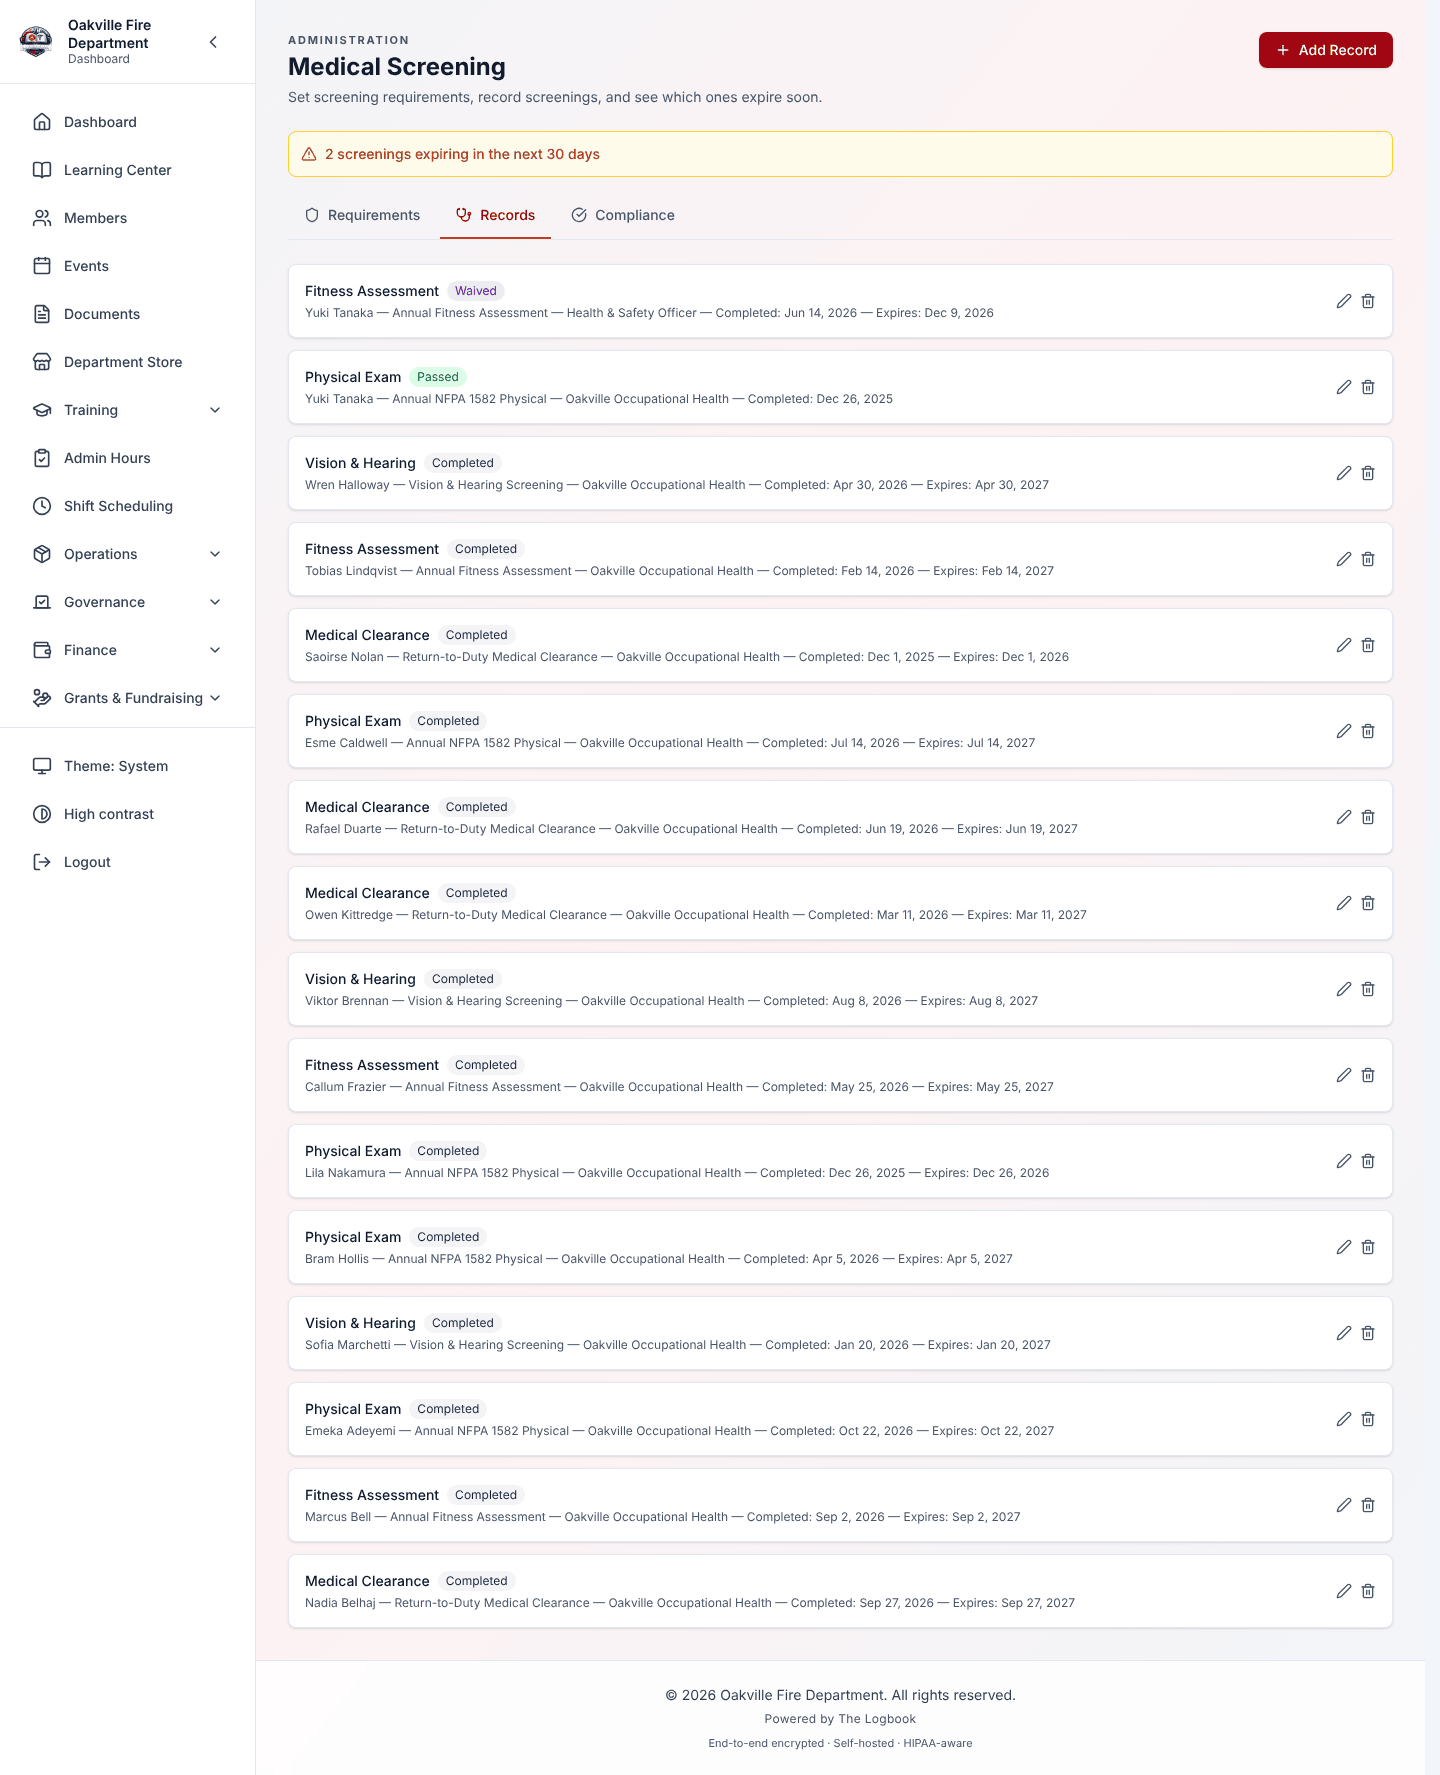 Oakville Fire
Department
Dashboard
Dashboard
Learning Center
Members
Events
Documents
Department Store
Training
Admin Hours
Shift Scheduling
Operations
Governance
Finance
Grants & Fundraising
Theme: System
High contrast
Logout
ADMINISTRATION
Medical Screening
Set screening requirements, record screenings, and see which ones expire soon.
Add Record
2 screenings expiring in the next 30 days
Requirements
Records
Compliance
Fitness Assessment Waived
Yuki Tanaka — Annual Fitness Assessment — Health & Safety Officer — Completed: Jun 14, 2026 — Expires: Dec 9, 2026
Physical Exam Passed
Yuki Tanaka — Annual NFPA 1582 Physical — Oakville Occupational Health — Completed: Dec 26, 2025
Vision & Hearing Completed
Wren Halloway — Vision & Hearing Screening — Oakville Occupational Health — Completed: Apr 30, 2026 — Expires: Apr 30, 2027
Fitness Assessment Completed
Tobias Lindqvist — Annual Fitness Assessment — Oakville Occupational Health — Completed: Feb 14, 2026 — Expires: Feb 14, 2027
Medical Clearance Completed
Saoirse Nolan — Return-to-Duty Medical Clearance — Oakville Occupational Health — Completed: Dec 1, 2025 — Expires: Dec 1, 2026
Physical Exam Completed
Esme Caldwell — Annual NFPA 1582 Physical — Oakville Occupational Health — Completed: Jul 14, 2026 — Expires: Jul 14, 2027
Medical Clearance Completed
Rafael Duarte — Return-to-Duty Medical Clearance — Oakville Occupational Health — Completed: Jun 19, 2026 — Expires: Jun 19, 2027
Medical Clearance Completed
Owen Kittredge — Return-to-Duty Medical Clearance — Oakville Occupational Health — Completed: Mar 11, 2026 — Expires: Mar 11, 2027
Vision & Hearing Completed
Viktor Brennan — Vision & Hearing Screening — Oakville Occupational Health — Completed: Aug 8, 2026 — Expires: Aug 8, 2027
Fitness Assessment Completed
Callum Frazier — Annual Fitness Assessment — Oakville Occupational Health — Completed: May 25, 2026 — Expires: May 25, 2027
Physical Exam Completed
Lila Nakamura — Annual NFPA 1582 Physical — Oakville Occupational Health — Completed: Dec 26, 2025 — Expires: Dec 26, 2026
Physical Exam Completed
Bram Hollis — Annual NFPA 1582 Physical — Oakville Occupational Health — Completed: Apr 5, 2026 — Expires: Apr 5, 2027
Vision & Hearing Completed
Sofia Marchetti — Vision & Hearing Screening — Oakville Occupational Health — Completed: Jan 20, 2026 — Expires: Jan 20, 2027
Physical Exam Completed
Emeka Adeyemi — Annual NFPA 1582 Physical — Oakville Occupational Health — Completed: Oct 22, 2026 — Expires: Oct 22, 2027
Fitness Assessment Completed
Marcus Bell — Annual Fitness Assessment — Oakville Occupational Health — Completed: Sep 2, 2026 — Expires: Sep 2, 2027
Medical Clearance Completed
Nadia Belhaj — Return-to-Duty Medical Clearance — Oakville Occupational Health — Completed: Sep 27, 2026 — Expires: Sep 27, 2027
© 2026 Oakville Fire Department. All rights reserved.
Powered by The Logbook
End-to-end encrypted · Self-hosted · HIPAA-aware